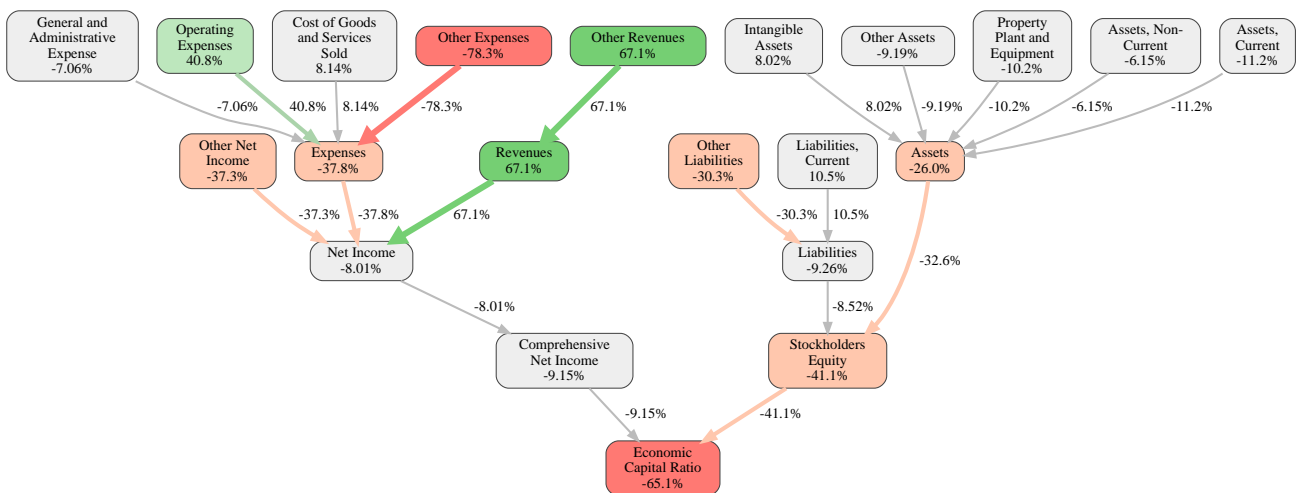 General and
Administrative
Expense
-7.06%
Operating
Expenses
40.8%
Cost of Goods
and Services
Sold
8.14%
Other Expenses
-78.3%
Other Revenues
67.1%
Intangible
Assets
8.02%
Other Assets
-9.19%
Property
Plant and
Equipment
-10.2%
Assets, Non-
Current
-6.15%
Assets,
Current
-11.2%
-7.06%
40.8%
8.14%
-78.3%
67.1%
8.02%
-9.19%
-10.2%
-6.15%
-11.2%
Other Net
Income
-37.3%
Expenses
-37.8%
Revenues
67.1%
Other
Liabilities
-30.3%
Liabilities,
Current
10.5%
Assets
-26.0%
-37.3%
-37.8%
67.1%
-30.3%
10.5%
-32.6%
Net Income
-8.01%
Liabilities
-9.26%
-8.01%
-8.52%
Comprehensive
Net Income
-9.15%
Stockholders
Equity
-41.1%
-9.15%
-41.1%
Economic
Capital Ratio
-65.1%